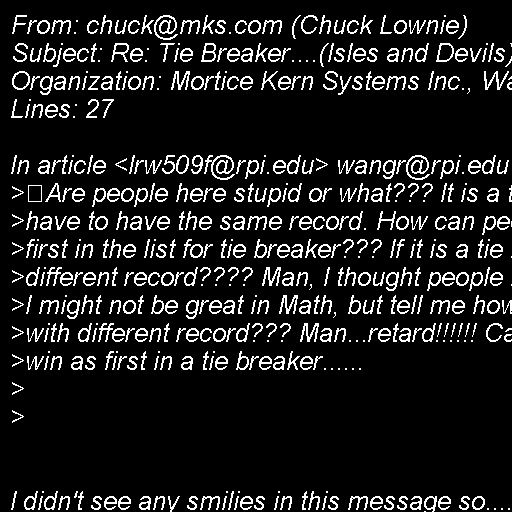 From: chuck@mks.com (Chuck Lownie)
Subject: Re: Tie Breaker....(Isles and Devils)
Organization: Mortice Kern Systems Inc., Wa
Lines: 27

In article <lrw509f@rpi.edu> wangr@rpi.edu
>Are people here stupid or what??? It is a t
>have to have the same record. How can peo
>first in the list for tie breaker??? If it is a tie
>different record???? Man, I thought people
>I might not be great in Math, but tell me how
>with different record??? Man...retard!!!!!! Ca
>win as first in a tie breaker......
>
>

I didn't see any smilies in this message so....